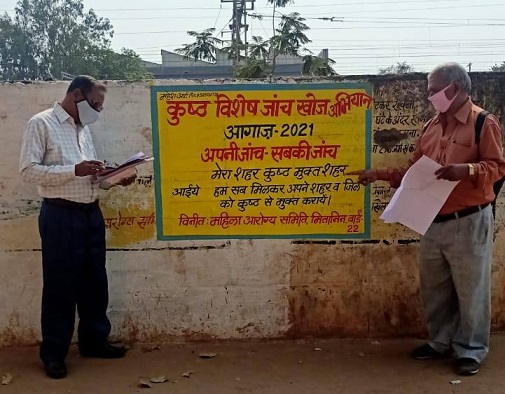 कुष्ठ विशेष जांच खोज अभियान
आगाज़-2021
अपनी जांच-सबकी जांच
मेरा शहर कुष्ठ मुक्त शहर
आईये हम सब मिलकर अपने शहर व जिले
को कुष्ठ से मुक्त कराये।
विनीत: महिला आरोग्य समिति, मितानिन, वार्ड-
22